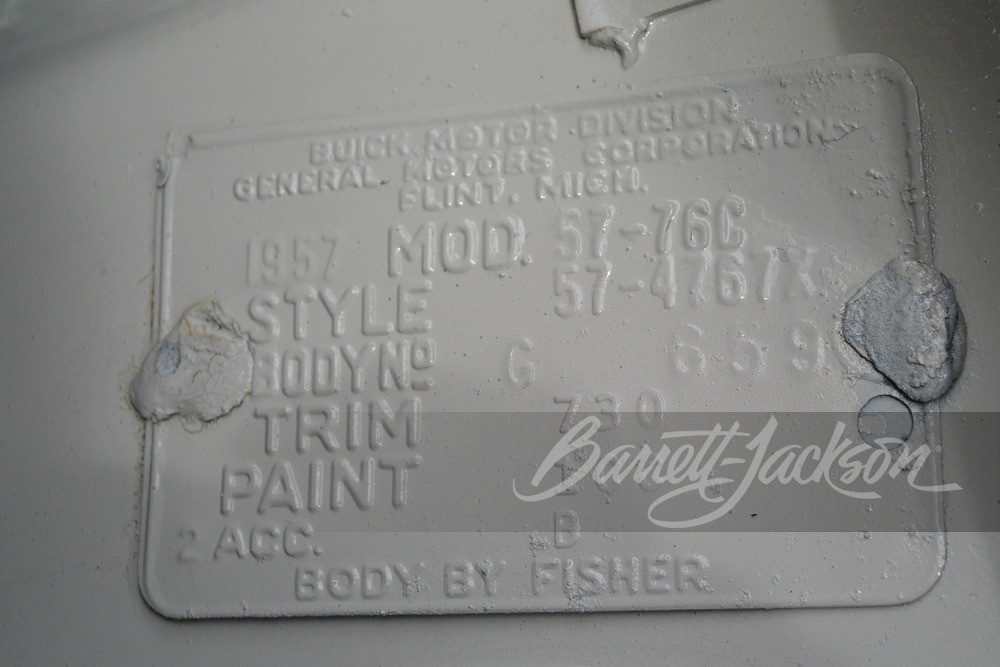 BUICK MOTOR DIVISION
GENERAL MOTORS CORPORATION
FLINT, MICH.
1957 MOD. 57-76C
STYLE 57-4767X
BODY NO G 659
TRIM 730
PAINT
2 ACC. B
BODY BY FISHER
Barrett-Jackson